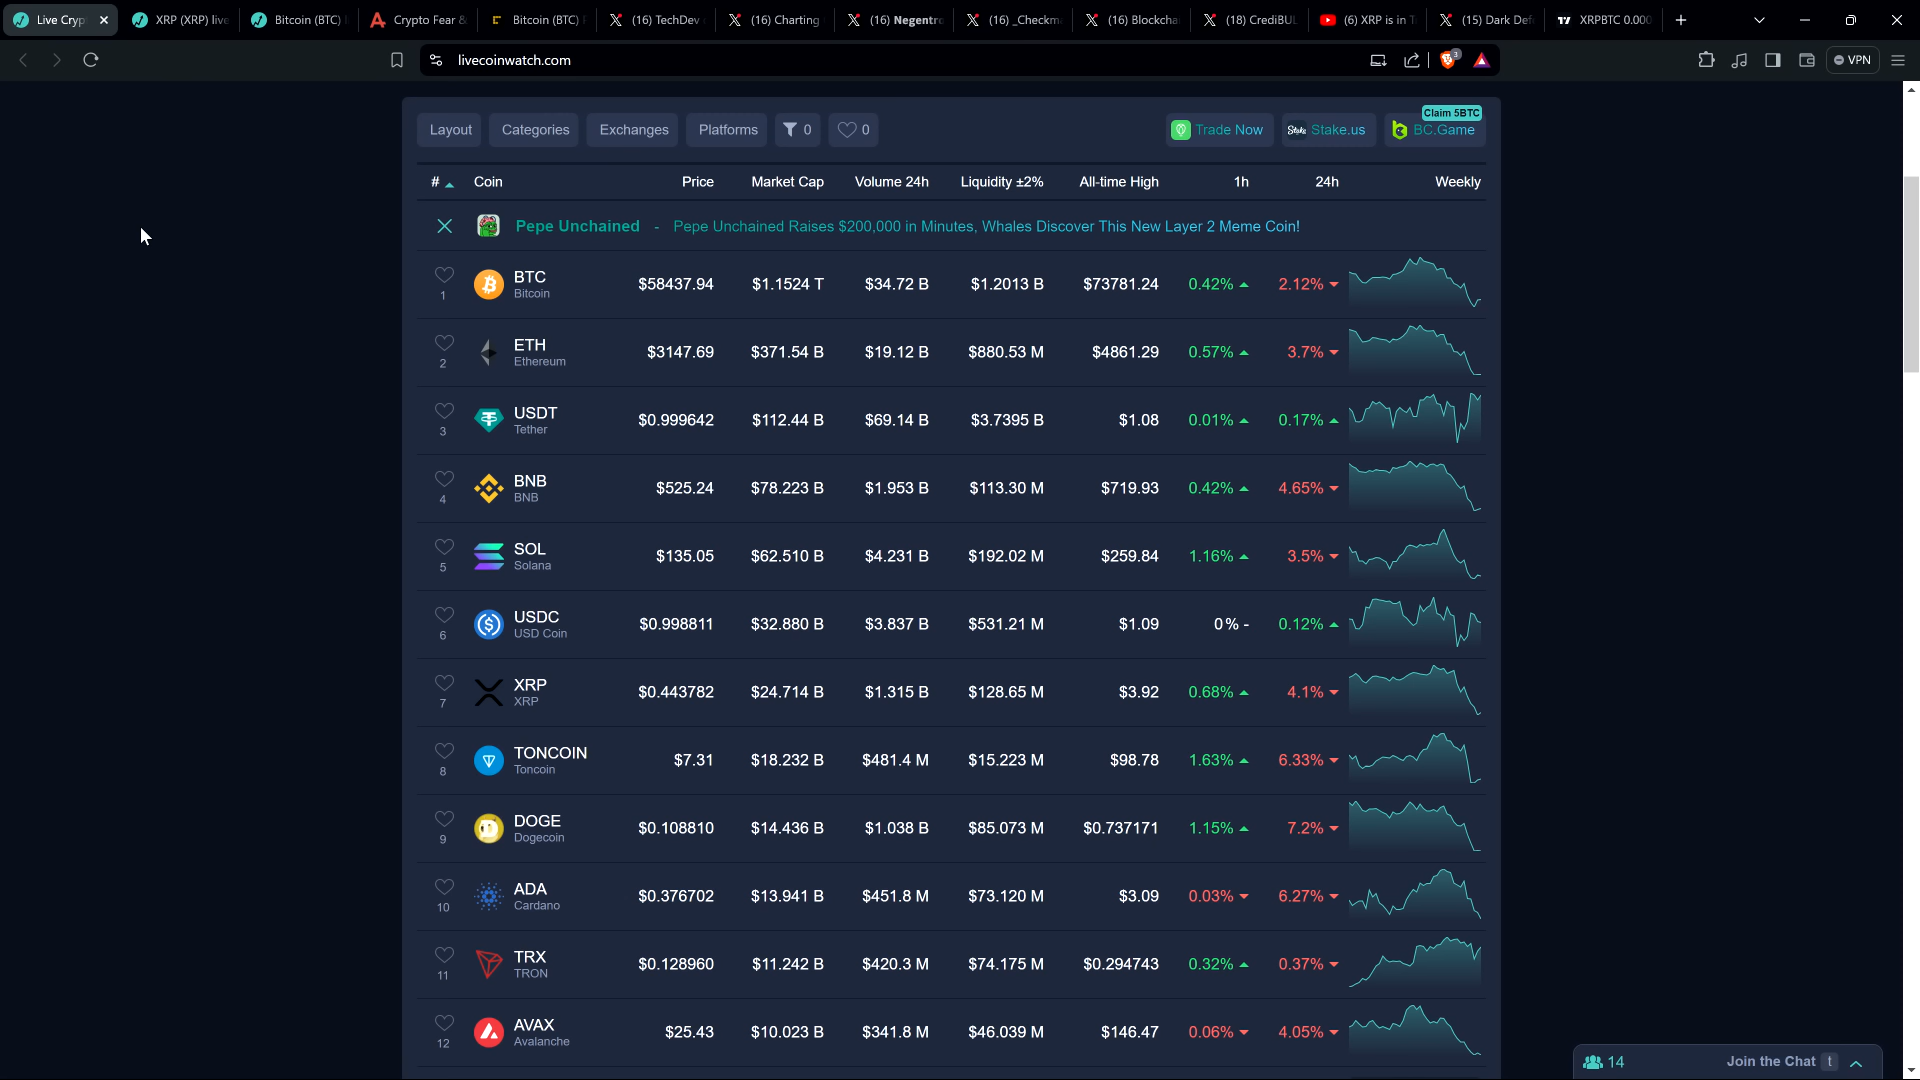 Live Cryp
XRP (XRP) live
Bitcoin (BTC)
Crypto Fear &
Bitcoin (BTC)
(16) TechDev
(16) Charting
(16) Negentro
(16) _Checkm
(16) Blockcha
(18) CrediBUL
(6) XRP is in T
(15) Dark Def
XRPBTC 0.000
livecoinwatch.com
3
VPN
Layout Categories Exchanges Platforms 0 0
Claim 5BTC
Trade Now Stake Stake.us BC.Game
# Coin Price Market Cap Volume 24h Liquidity ±2% All-time High 1h 24h Weekly
Pepe Unchained - Pepe Unchained Raises $200,000 in Minutes, Whales Discover This New Layer 2 Meme Coin!
1 BTC Bitcoin $58437.94 $1.1524 T $34.72 B $1.2013 B $73781.24 0.42% 2.12%
2 ETH Ethereum $3147.69 $371.54 B $19.12 B $880.53 M $4861.29 0.57% 3.7%
3 USDT Tether $0.999642 $112.44 B $69.14 B $3.7395 B $1.08 0.01% 0.17%
4 BNB BNB $525.24 $78.223 B $1.953 B $113.30 M $719.93 0.42% 4.65%
5 SOL Solana $135.05 $62.510 B $4.231 B $192.02 M $259.84 1.16% 3.5%
6 USDC USD Coin $0.998811 $32.880 B $3.837 B $531.21 M $1.09 0% - 0.12%
7 XRP XRP $0.443782 $24.714 B $1.315 B $128.65 M $3.92 0.68% 4.1%
8 TONCOIN Toncoin $7.31 $18.232 B $481.4 M $15.223 M $98.78 1.63% 6.33%
9 DOGE Dogecoin $0.108810 $14.436 B $1.038 B $85.073 M $0.737171 1.15% 7.2%
10 ADA Cardano $0.376702 $13.941 B $451.8 M $73.120 M $3.09 0.03% 6.27%
11 TRX TRON $0.128960 $11.242 B $420.3 M $74.175 M $0.294743 0.32% 0.37%
12 AVAX Avalanche $25.43 $10.023 B $341.8 M $46.039 M $146.47 0.06% 4.05%
14 Join the Chat t